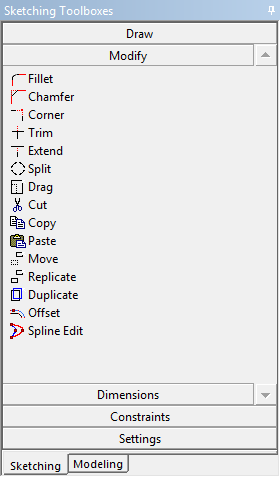 Sketching Toolboxes
Draw
Modify
Fillet
Chamfer
Corner
Trim
Extend
Split
Drag
Cut
Copy
Paste
Move
Replicate
Duplicate
Offset
Spline Edit
Dimensions
Constraints
Settings
Sketching Modeling